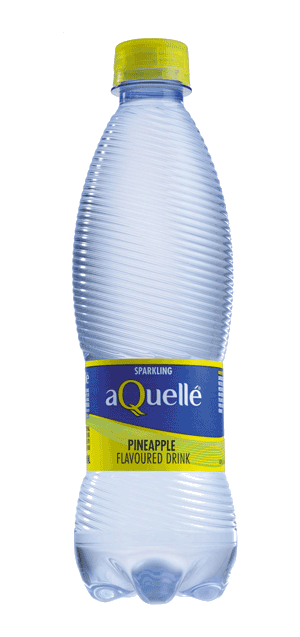 SPARKLING
aQuellé
PINEAPPLE
FLAVOURED DRINK